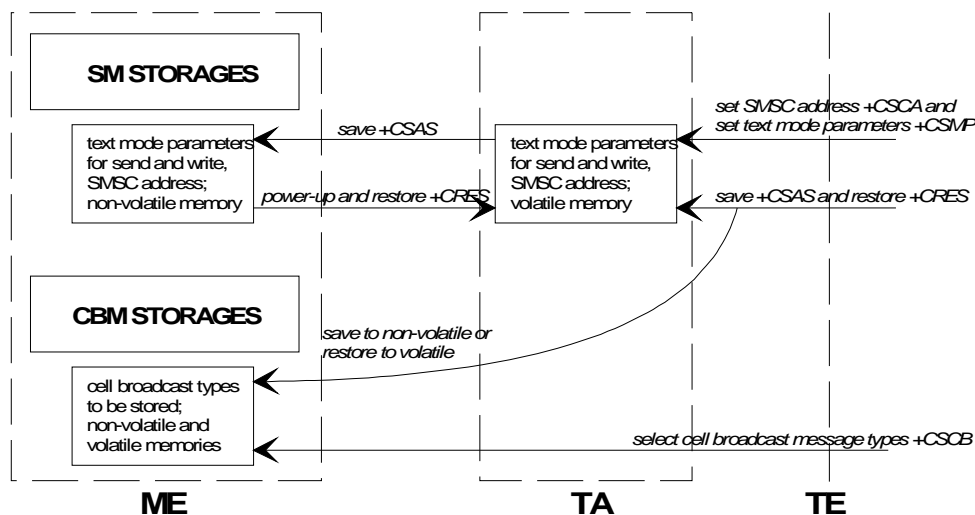 SM STORAGES
set SMSC address +CSCA and
set text mode parameters +CSMP
save +CSAS
text mode parameters
for send and write,
SMSC address;
non-volatile memory
text mode parameters
for send and write,
SMSC address;
volatile memory
power-up and restore +CRES
save +CSAS and restore +CRES
CBM STORAGES
save to non-volatile or
restore to volatile
cell broadcast types
to be stored;
non-volatile and
volatile memories
select cell broadcast message types +CSCB
ME
TA
TE